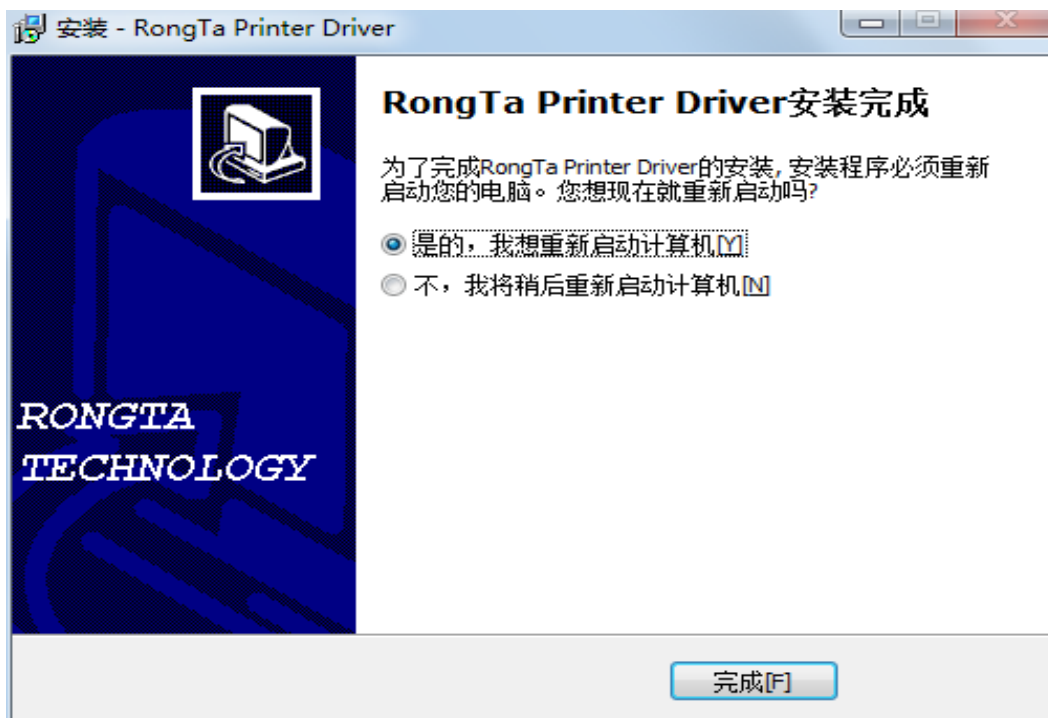 安装 - RongTa Printer Driver
RongTa Printer Driver安装完成
为了完成RongTa Printer Driver的安装, 安装程序必须重新
启动您的电脑。您想现在就重新启动吗?
是的，我想重新启动计算机[Y]
不，我将稍后重新启动计算机[N]
RONGTA
TECHNOLOGY
完成[F]